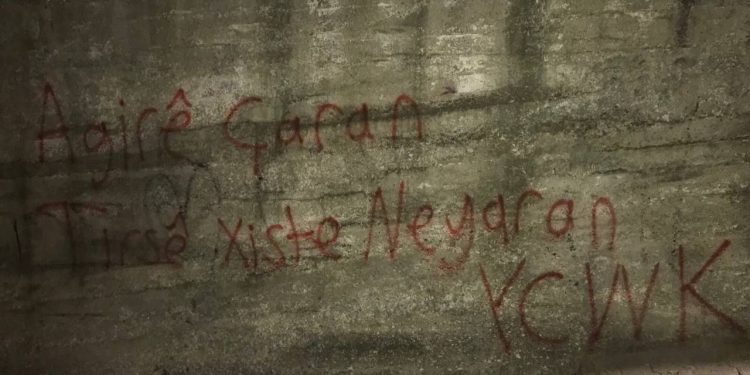 Agirê Çaran
Tirsê xiste Neyaran
YCWK